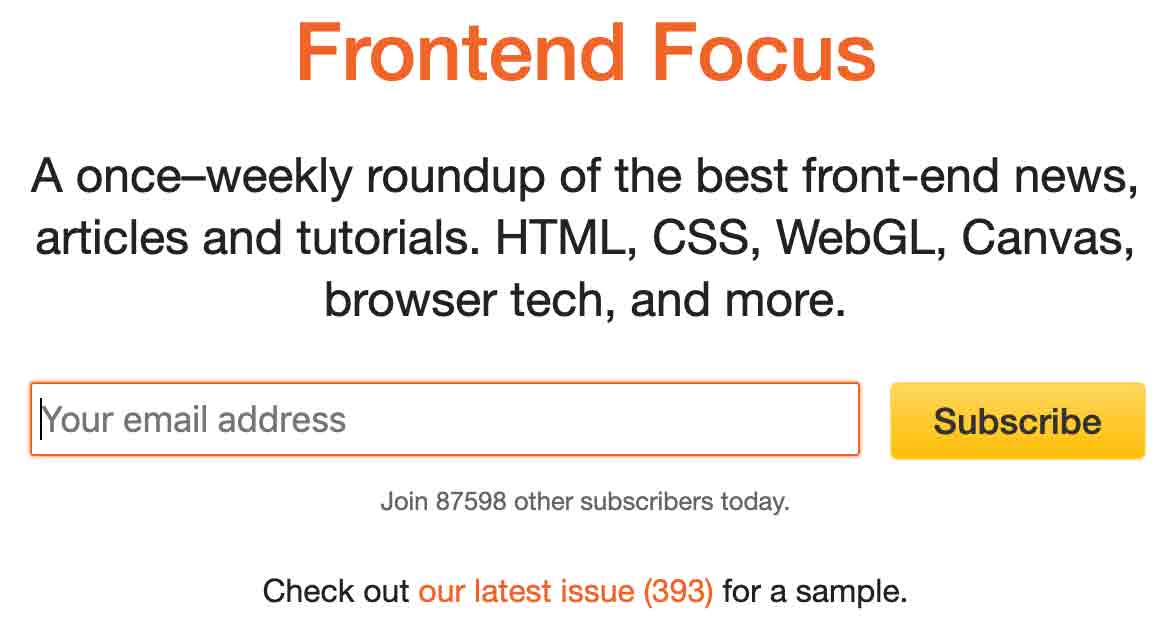 Frontend Focus
A once–weekly roundup of the best front-end news,
articles and tutorials. HTML, CSS, WebGL, Canvas,
browser tech, and more.
Your email address
Subscribe
Join 87598 other subscribers today.
Check out our latest issue (393) for a sample.